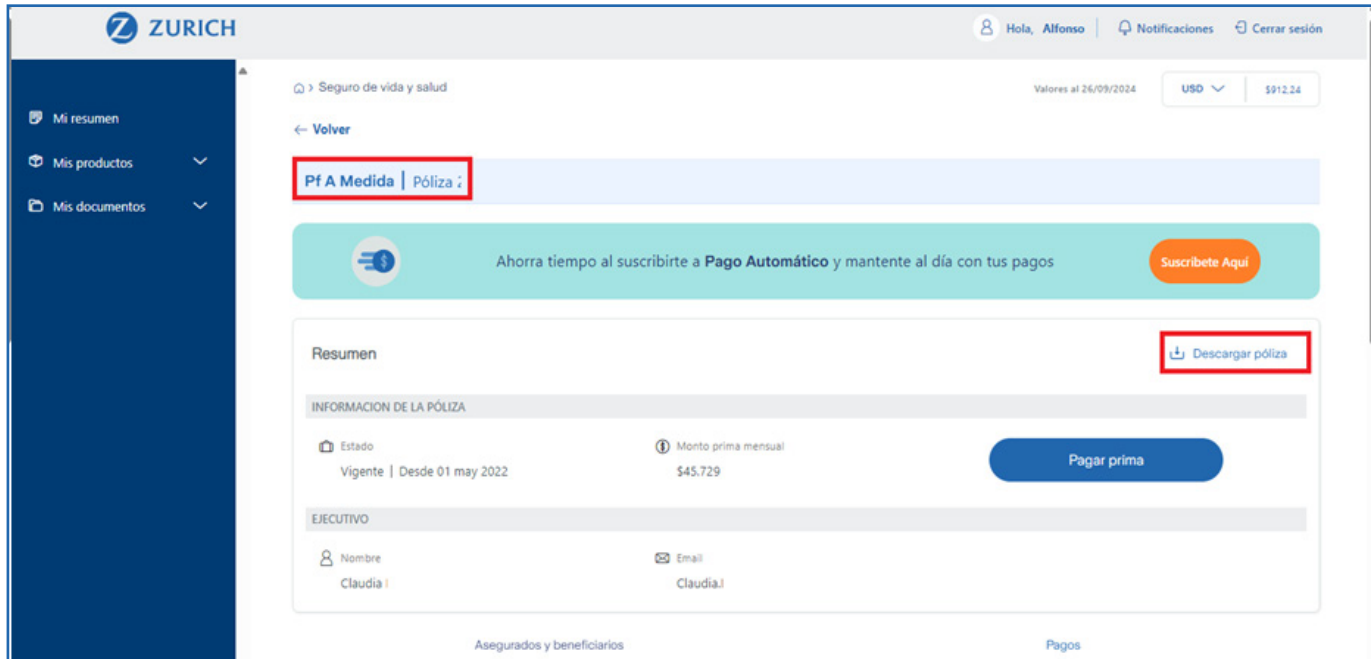 ZURICH
Hola, Alfonso
Notificaciones
Cerrar sesión
> Seguro de vida y salud
Valores al 26/09/2024
USD
$912,24
← Volver
Mi resumen
Mis productos
Mis documentos
Pf A Medida | Póliza
Ahorra tiempo al suscribirte a Pago Automático y mantente al día con tus pagos
Suscríbete Aquí
Resumen
Descargar póliza
INFORMACION DE LA PÓLIZA
Estado
Monto prima mensual
Vigente | Desde 01 may 2022
$45.729
Pagar prima
EJECUTIVO
Nombre
Email
Claudia
Claudia.
Asegurados y beneficiarios
Pagos